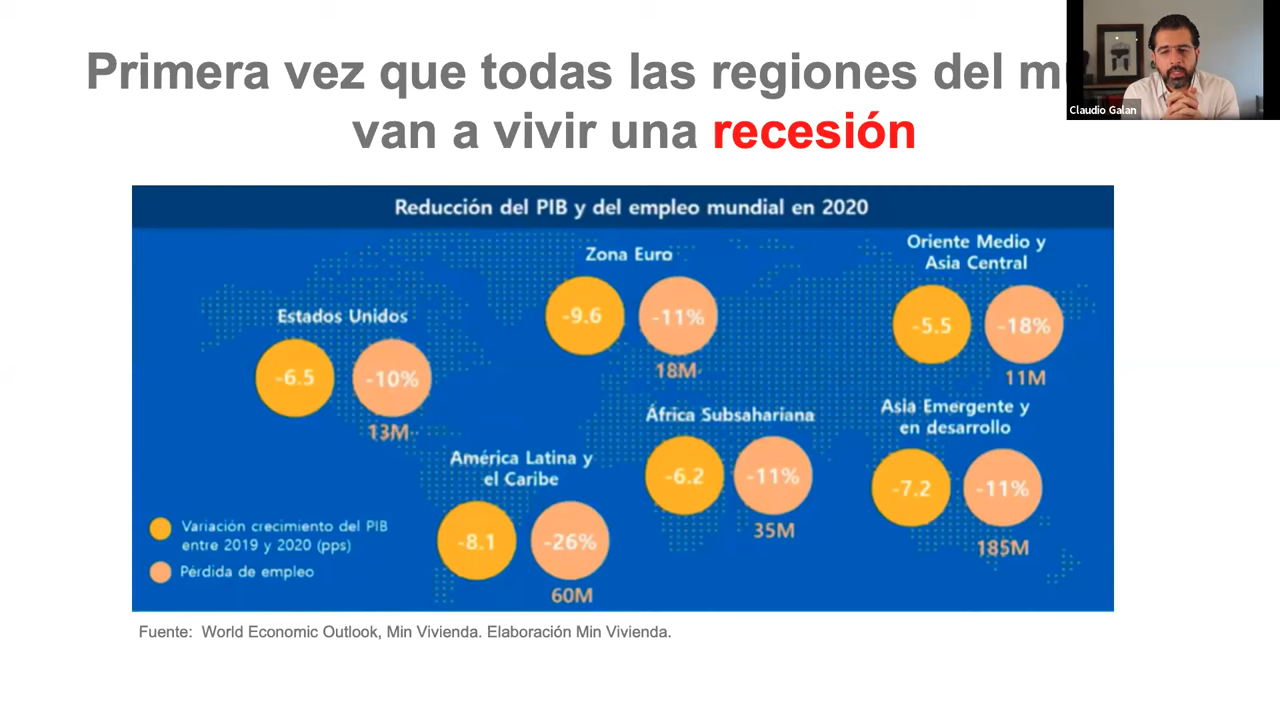 Primera vez que todas las regiones del
van a vivir una recesión
Claudio Galan
Reducción del PIB y del empleo mundial en 2020
Zona Euro
-9.6
-11%
18M
Oriente Medio y
Asia Central
-5.5
-18%
11M
Estados Unidos
-6.5
-10%
13M
África Subsahariana
-6.2
-11%
35M
Asia Emergente y
en desarrollo
-7.2
-11%
185M
América Latina y
el Caribe
-8.1
-26%
60M
Variación crecimiento del PIB
entre 2019 y 2020 (pps)
Pérdida de empleo
Fuente: World Economic Outlook, Min Vivienda. Elaboración Min Vivienda.